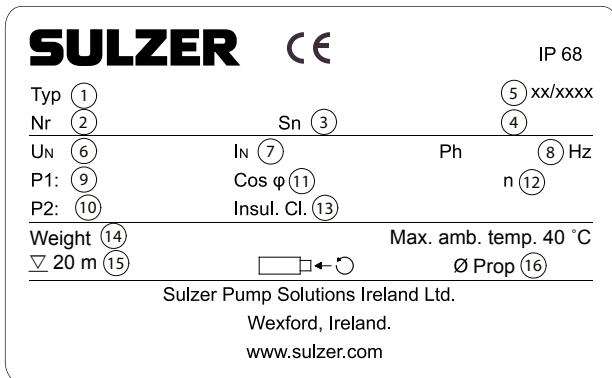 SULZER CE IP 68
Typ 1 5 xx/xxxx
Nr 2 Sn 3 4
UN 6 IN 7 Ph 8 Hz
P1: 9 Cos φ 11 n 12
P2: 10 Insul. Cl. 13
Weight 14 Max. amb. temp. 40 °C
20 m 15 Ø Prop 16
Sulzer Pump Solutions Ireland Ltd.
Wexford, Ireland.
www.sulzer.com